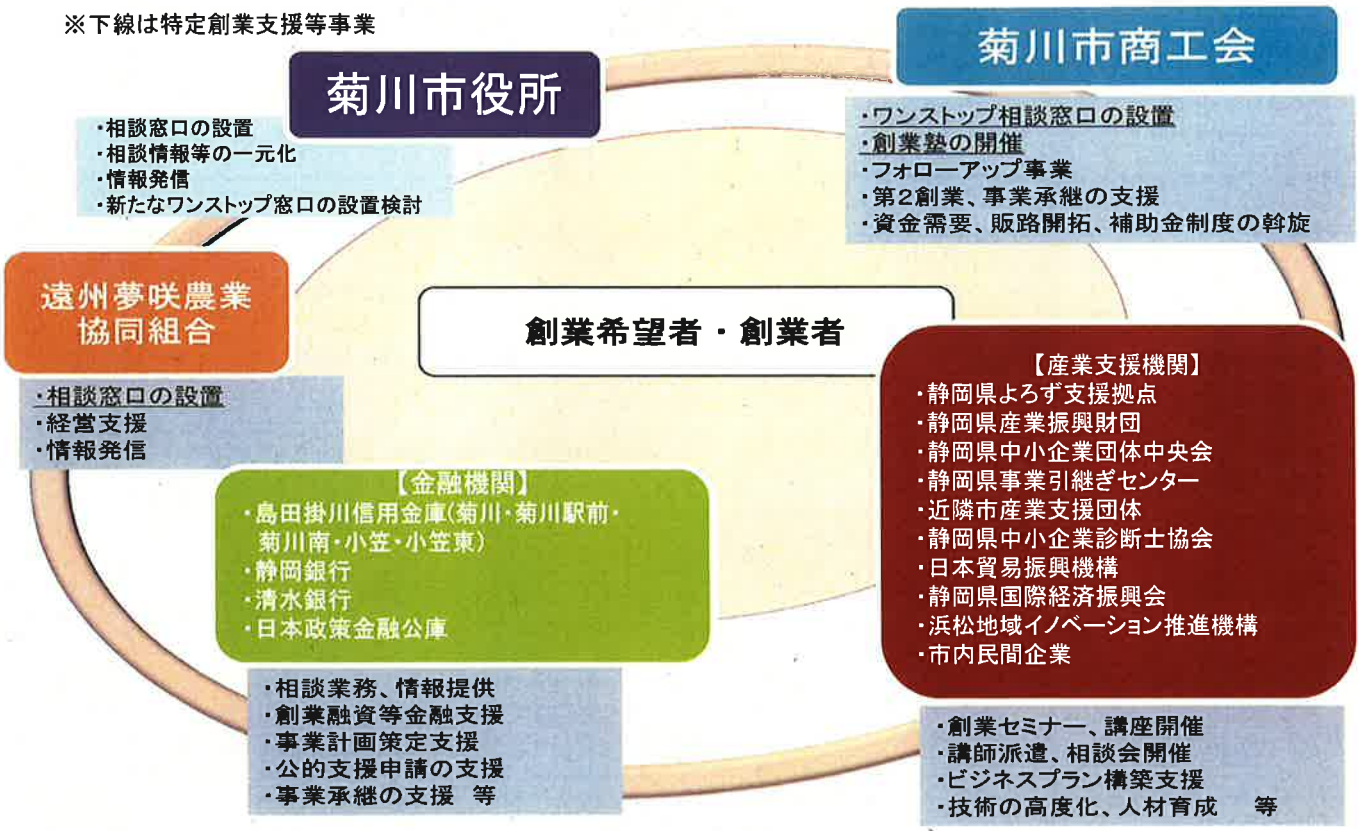 ※下線は特定創業支援等事業
菊川市役所
・相談窓口の設置
・相談情報等の一元化
・情報発信
・新たなワンストップ窓口の設置検討
菊川市商工会
・ワンストップ相談窓口の設置
・創業塾の開催
・フォローアップ事業
・第2創業、事業承継の支援
・資金需要、販路開拓、補助金制度の斡旋
遠州夢咲農業
協同組合
・相談窓口の設置
・経営支援
・情報発信
創業希望者・創業者
【産業支援機関】
・静岡県よろず支援拠点
・静岡県産業振興財団
・静岡県中小企業団体中央会
・静岡県事業引継ぎセンター
・近隣市産業支援団体
・静岡県中小企業診断士協会
・日本貿易振興機構
・静岡県国際経済振興会
・浜松地域イノベーション推進機構
・市内民間企業
・創業セミナー、講座開催
・講師派遣、相談会開催
・ビジネスプラン構築支援
・技術の高度化、人材育成　等
【金融機関】
・島田掛川信用金庫(菊川・菊川駅前・
菊川南・小笠・小笠東)
・静岡銀行
・清水銀行
・日本政策金融公庫
・相談業務、情報提供
・創業融資等金融支援
・事業計画策定支援
・公的支援申請の支援
・事業承継の支援　等